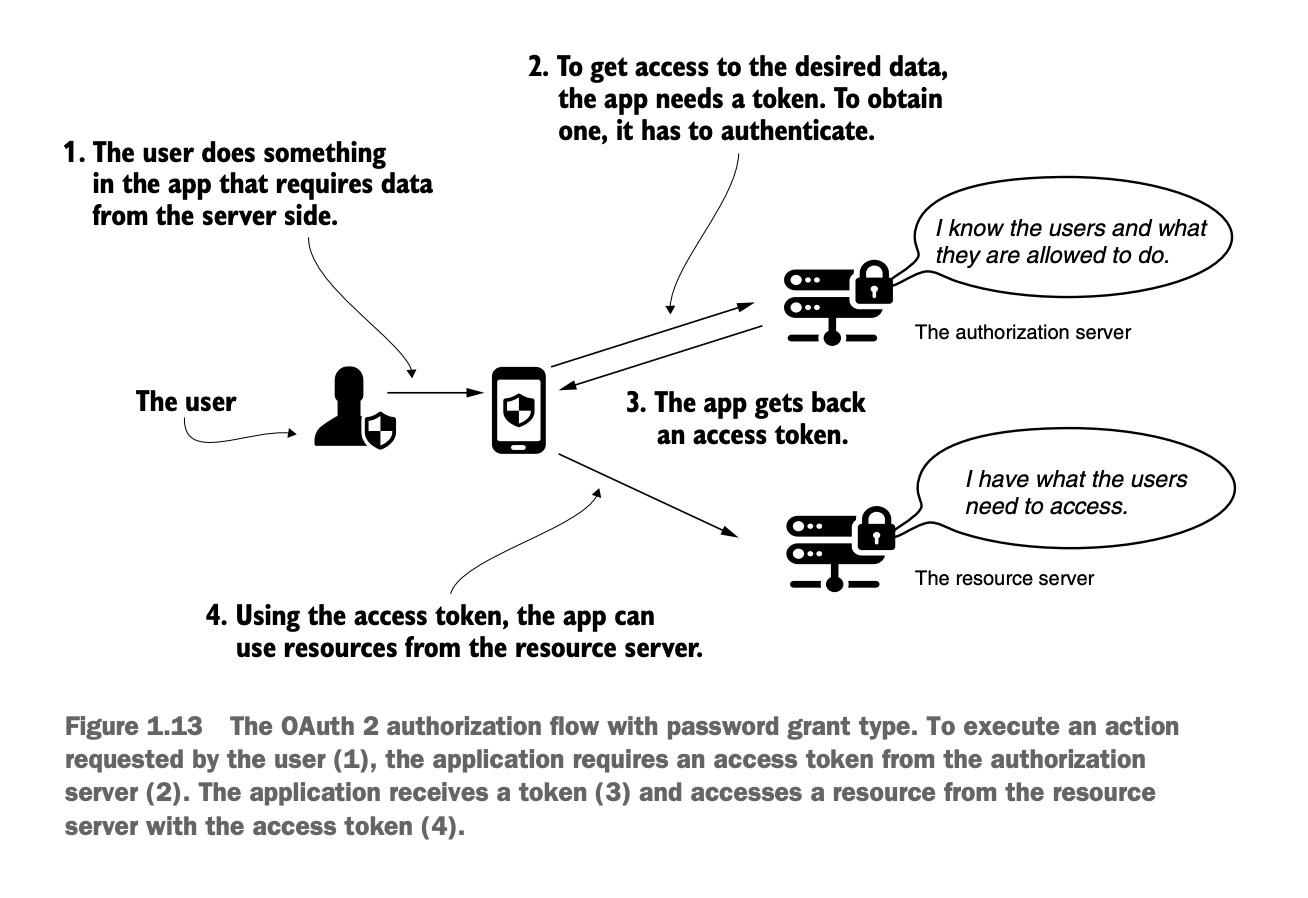 2. To get access to the desired data,
the app needs a token. To obtain
one, it has to authenticate.
1. The user does something
in the app that requires data
from the server side.
I know the users and what
they are allowed to do.
The authorization server
The user
3. The app gets back
an access token.
I have what the users
need to access.
The resource server
4. Using the access token, the app can
use resources from the resource server.
Figure 1.13 The OAuth 2 authorization flow with password grant type. To execute an action
requested by the user (1), the application requires an access token from the authorization
server (2). The application receives a token (3) and accesses a resource from the resource
server with the access token (4).